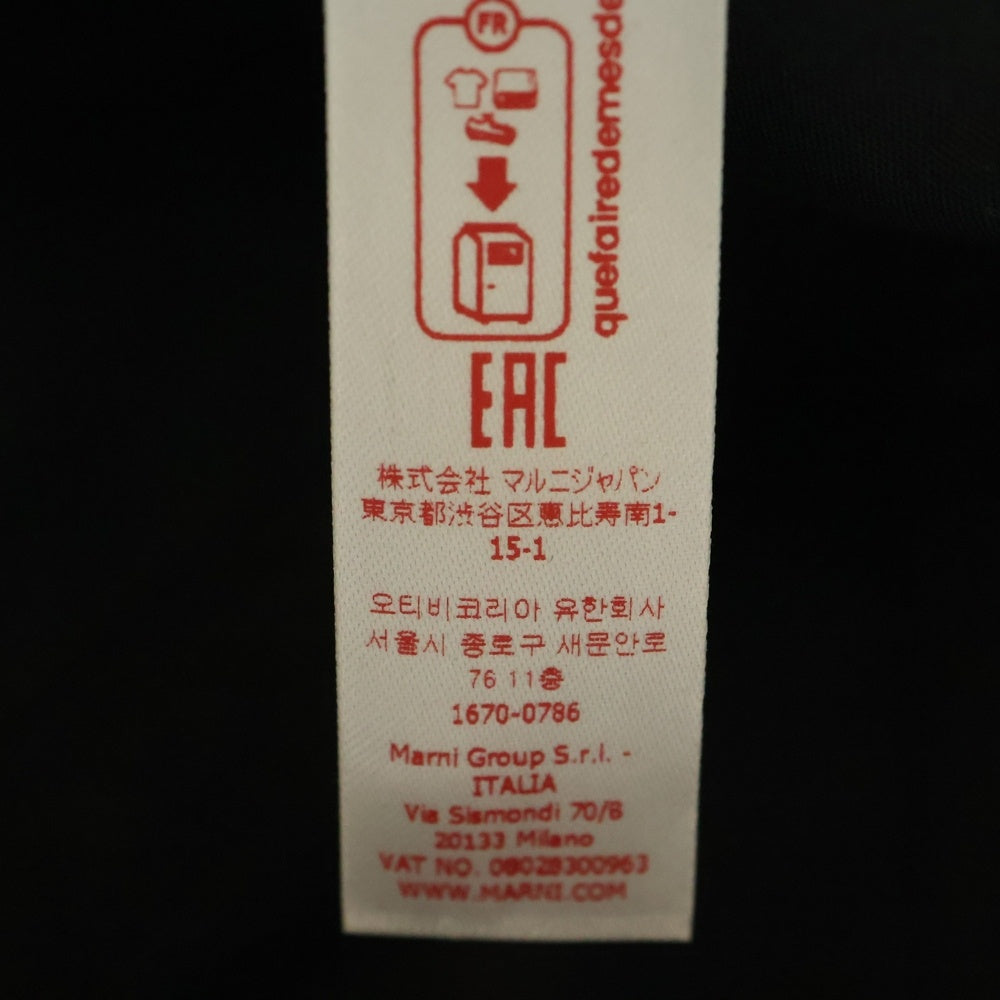 FR
quefairedemesde
EAC
株式会社 マルニジャパン
東京都渋谷区恵比寿南1-
15-1
오티비코리아 유한회사
서울시 종로구 새문안로
76 11층
1670-0786
Marni Group S.r.l. -
ITALIA
Via Sismondi 70/B
20133 Milano
VAT NO. 08028300963
WWW.MARNI.COM